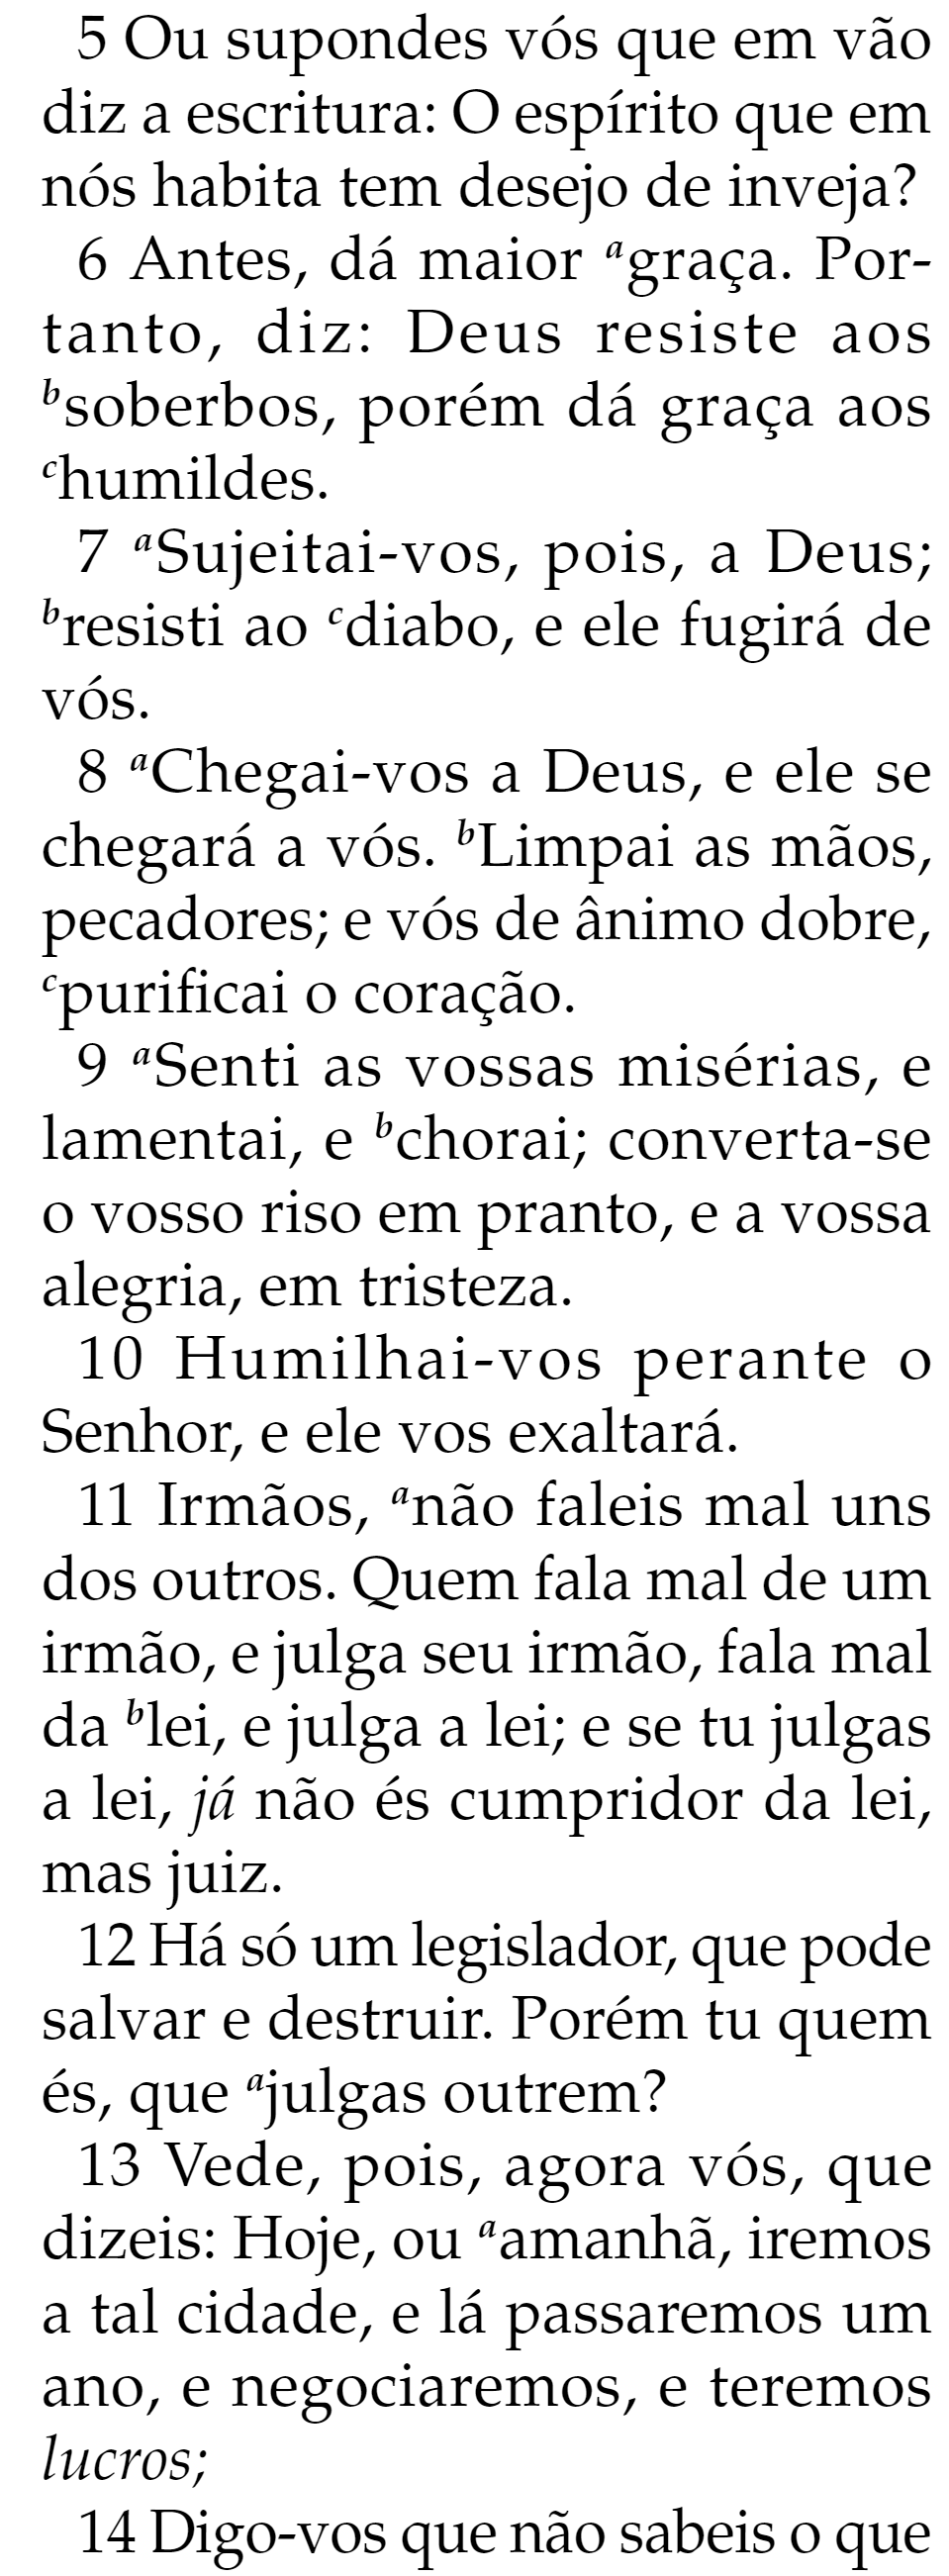 5 Ou supondes vós que em vão
diz a escritura: O espírito que em
nós habita tem desejo de inveja?
6 Antes, dá maior ᵃgraça. Por-
tanto, diz: Deus resiste aos
ᵇsoberbos, porém dá graça aos
ᶜhumildes.
7 ᵃSujeitai-vos, pois, a Deus;
ᵇresisti ao ᶜdiabo, e ele fugirá de
vós.
8 ᵃChegai-vos a Deus, e ele se
chegará a vós. ᵇLimpai as mãos,
pecadores; e vós de ânimo dobre,
ᶜpurificai o coração.
9 ᵃSenti as vossas misérias, e
lamentai, e ᵇchorai; converta-se
o vosso riso em pranto, e a vossa
alegria, em tristeza.
10 Humilhai-vos perante o
Senhor, e ele vos exaltará.
11 Irmãos, ᵃnão faleis mal uns
dos outros. Quem fala mal de um
irmão, e julga seu irmão, fala mal
da ᵇlei, e julga a lei; e se tu julgas
a lei, já não és cumpridor da lei,
mas juiz.
12 Há só um legislador, que pode
salvar e destruir. Porém tu quem
és, que ᵃjulgas outrem?
13 Vede, pois, agora vós, que
dizeis: Hoje, ou ᵃamanhã, iremos
a tal cidade, e lá passaremos um
ano, e negociaremos, e teremos
lucros;
14 Digo-vos que não sabeis o que